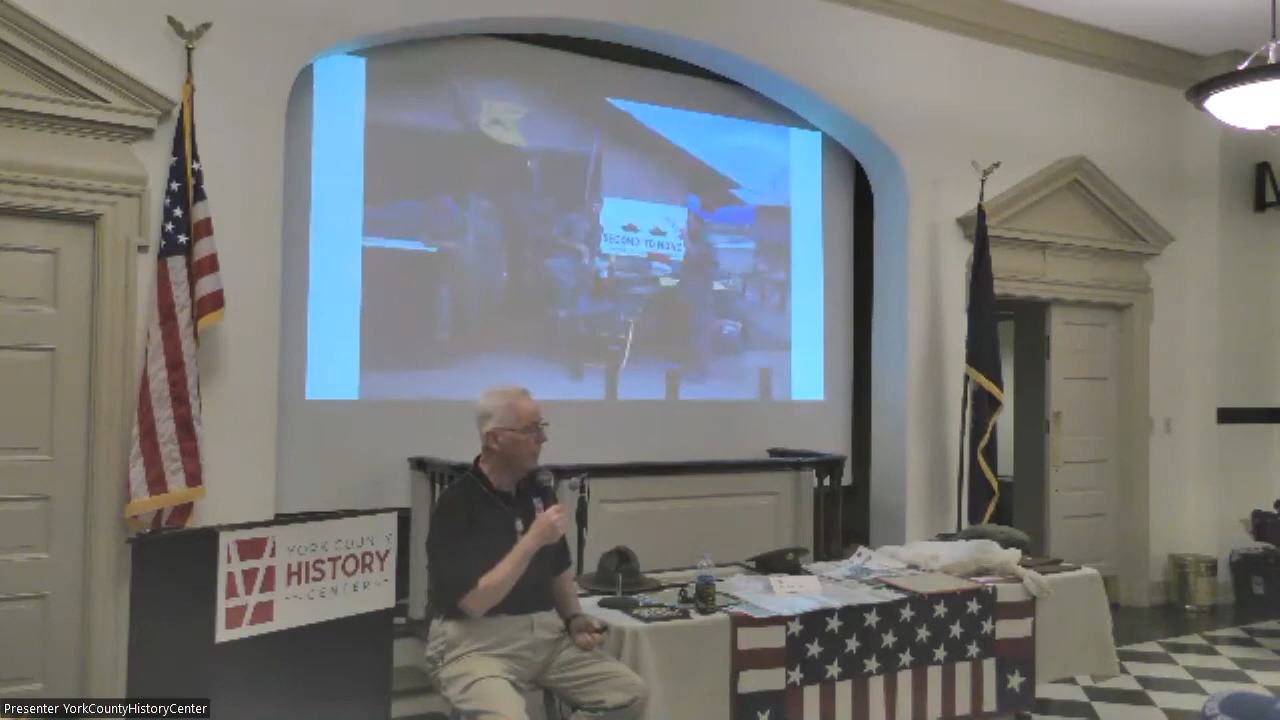 SECOND TO NONE
YORK COUNTY
HISTORY
CENTER
Presenter YorkCountyHistoryCenter